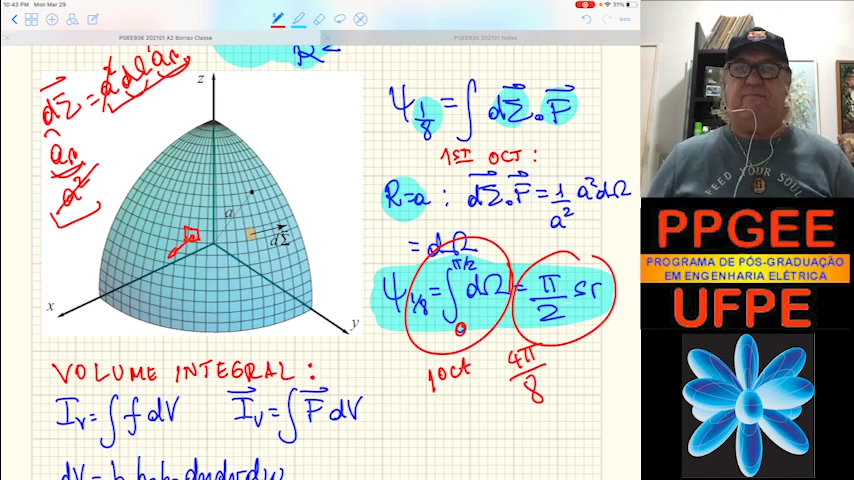 10:43 PM Mon Mar 29
31%
PGEE936 202101 A2 Borrao Classe
PGEE936 202101 Notes
R²
dΣ = a² dΩ ar
ar
a²
z
a
dΣ
x
y
Ψ1/8 = ∫ dΣ • F
1ST OCT:
R=a : dΣ • F = 1/a² a² dΩ
= dΩ
Ψ1/8 = ∫₀^π/2 dΩ = π/2 sr
1 OCT
4π/8
VOLUME INTEGRAL:
Iv = ∫ f dV
Iv = ∫ F dV
FEED YOUR SOUL
PPGEE
PROGRAMA DE PÓS-GRADUAÇÃO
EM ENGENHARIA ELÉTRICA
UFPE